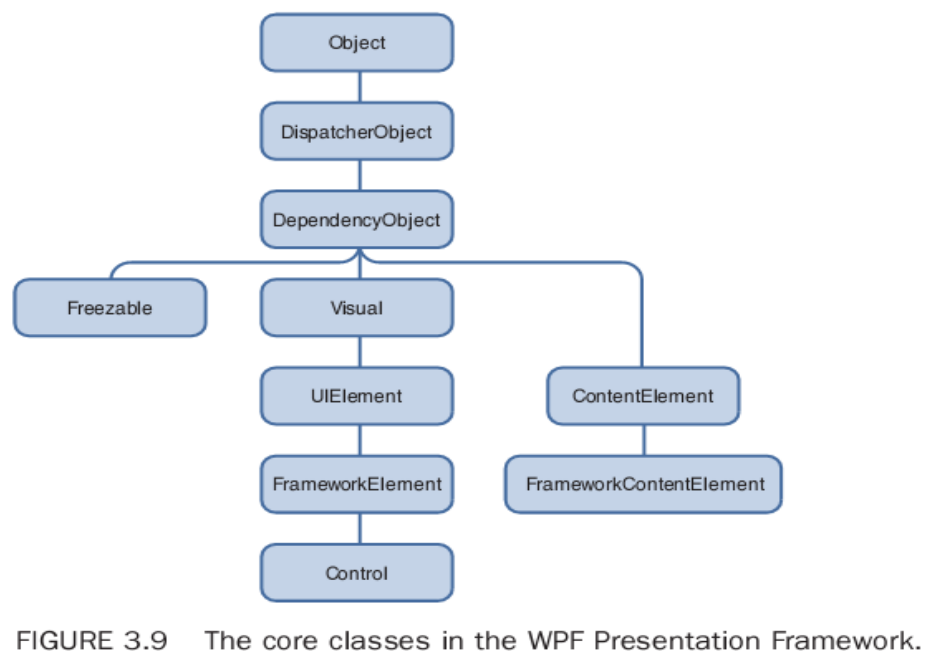 Object
DispatcherObject
DependencyObject
Freezable
Visual
UIElement
ContentElement
FrameworkElement
FrameworkContentElement
Control
FIGURE 3.9 The core classes in the WPF Presentation Framework.